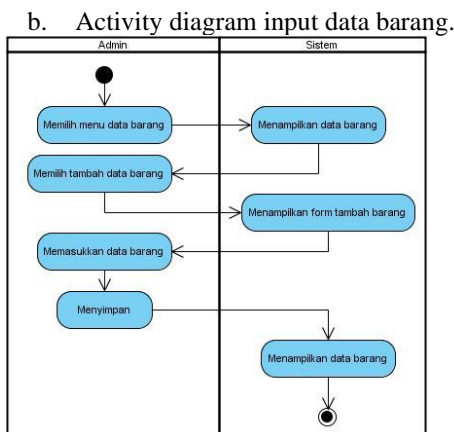 b. Activity diagram input data barang.
Admin
Sistem
Memilih menu data barang
Menampilkan data barang
Memilih tambah data barang
Menampilkan form tambah barang
Memasukkan data barang
Menyimpan
Menampilkan data barang